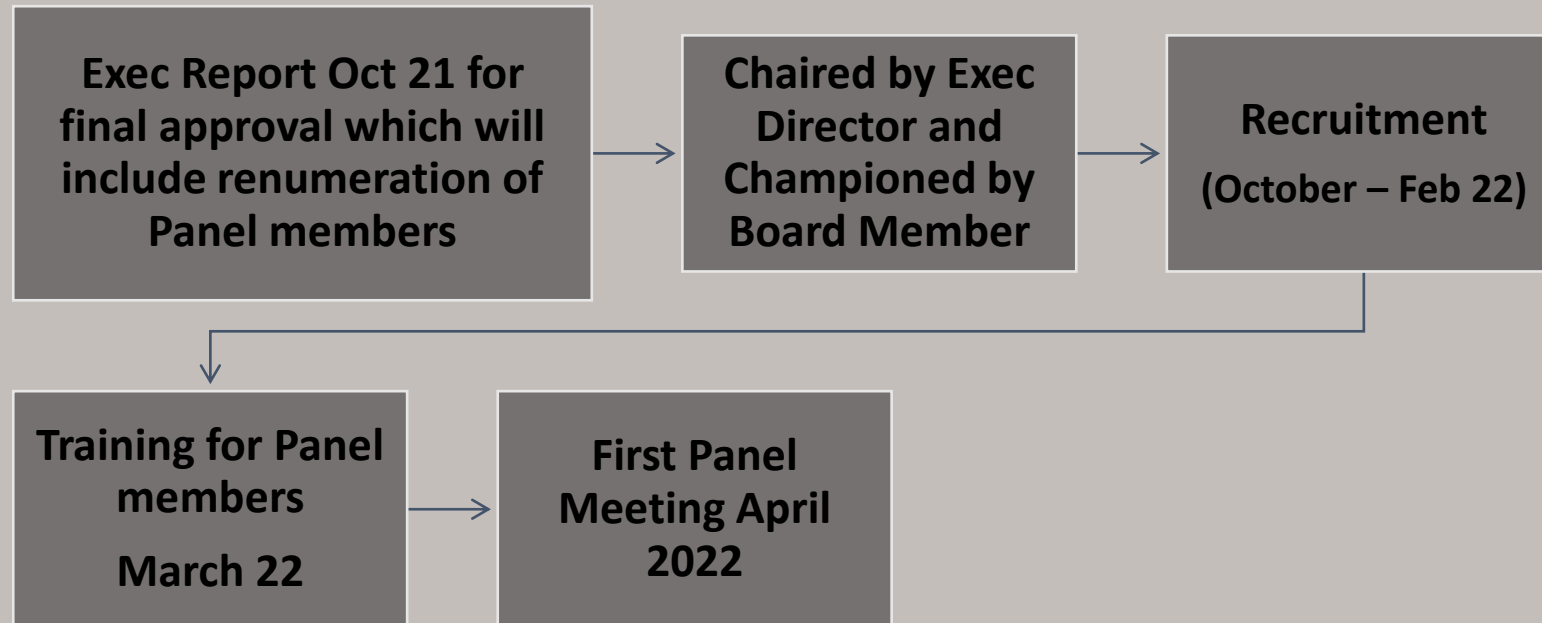 Exec Report Oct 21 for
final approval which will
include renumeration of
Panel members
Chaired by Exec
Director and
Championed by
Board Member
Recruitment
(October – Feb 22)
Training for Panel
members
March 22
First Panel
Meeting April
2022